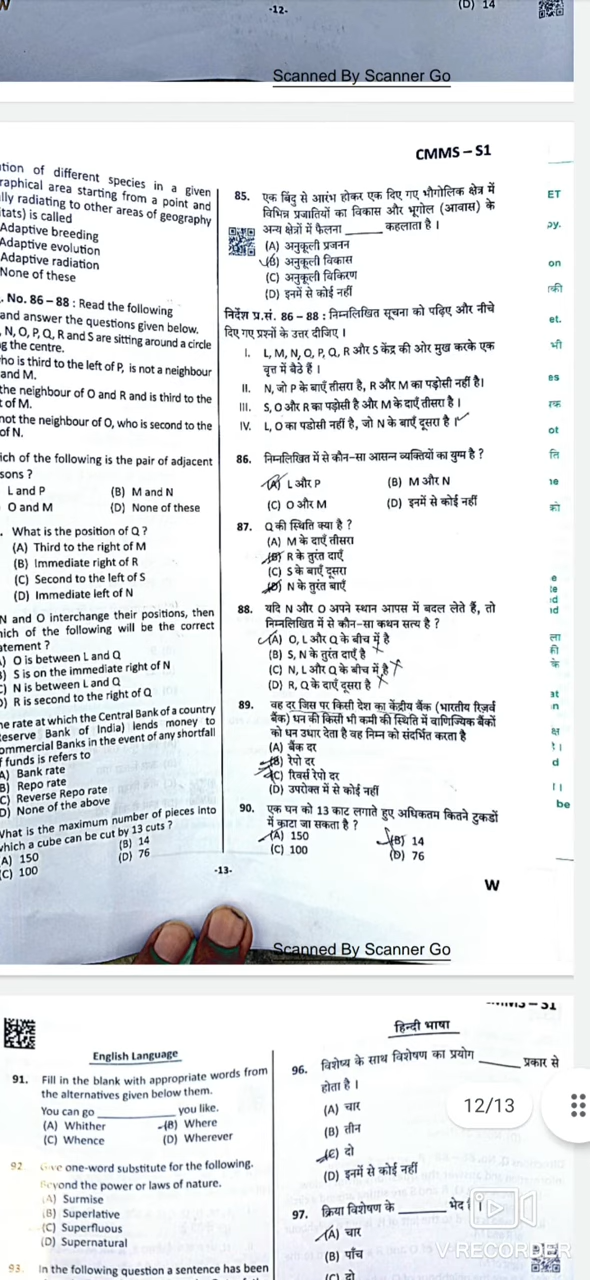 W
-12-
(D) 14
Scanned By Scanner Go
CMMS – S1
tion of different species in a given
raphical area starting from a point and
lly radiating to other areas of geography
itats) is called
Adaptive breeding
Adaptive evolution
Adaptive radiation
None of these
. No. 86 – 88 : Read the following
and answer the questions given below.
, N, O, P, Q, R and S are sitting around a circle
g the centre.
ho is third to the left of P, is not a neighbour
and M.
the neighbour of O and R and is third to the
t of M.
not the neighbour of O, who is second to the
of N.
ich of the following is the pair of adjacent
sons ?
L and P (B) M and N
O and M (D) None of these
. What is the position of Q ?
(A) Third to the right of M
(B) Immediate right of R
(C) Second to the left of S
(D) Immediate left of N
N and O interchange their positions, then
hich of the following will be the correct
atement ?
) O is between L and Q
) S is on the immediate right of N
) N is between L and Q
) R is second to the right of Q
he rate at which the Central Bank of a country
eserve Bank of India) lends money to
ommercial Banks in the event of any shortfall
f funds is refers to
A) Bank rate
B) Repo rate
C) Reverse Repo rate
D) None of the above
What is the maximum number of pieces into
which a cube can be cut by 13 cuts ?
A) 150 (B) 14
(C) 100 (D) 76
85. एक बिंदु से आरंभ होकर एक दिए गए भौगोलिक क्षेत्र में
विभिन्न प्रजातियों का विकास और भूगोल (आवास) के
अन्य क्षेत्रों में फैलना ______ कहलाता है ।
(A) अनुकूली प्रजनन
(B) अनुकूली विकास
(C) अनुकूली विकिरण
(D) इनमें से कोई नहीं
निर्देश प्र.सं. 86 – 88 : निम्नलिखित सूचना को पढ़िए और नीचे
दिए गए प्रश्नों के उत्तर दीजिए ।
I. L, M, N, O, P, Q, R और S केंद्र की ओर मुख करके एक
वृत्त में बैठे हैं ।
II. N, जो P के बाएँ तीसरा है, R और M का पड़ोसी नहीं है।
III. S, O और R का पड़ोसी है और M के दाएँ तीसरा है ।
IV. L, O का पडोसी नहीं है, जो N के बाएँ दूसरा है ।
86. निम्नलिखित में से कौन-सा आसन्न व्यक्तियों का युग्म है ?
(A) L और P (B) M और N
(C) O और M (D) इनमें से कोई नहीं
87. Q की स्थिति क्या है ?
(A) M के दाएँ तीसरा
(B) R के तुरंत दाएँ
(C) S के बाएँ दूसरा
(D) N के तुरंत बाएँ
88. यदि N और O अपने स्थान आपस में बदल लेते हैं, तो
निम्नलिखित में से कौन-सा कथन सत्य है ?
(A) O, L और Q के बीच में है
(B) S, N के तुरंत दाएँ है
(C) N, L और Q के बीच में है
(D) R, Q के दाएँ दूसरा है
89. वह दर जिस पर किसी देश का केंद्रीय बैंक (भारतीय रिज़र्व
बैंक) धन की किसी भी कमी की स्थिति में वाणिज्यिक बैंकों
को धन उधार देता है वह निम्न को संदर्भित करता है
(A) बैंक दर
(B) रेपो दर
(C) रिवर्स रेपो दर
(D) उपरोक्त में से कोई नहीं
90. एक घन को 13 काट लगाते हुए अधिकतम कितने टुकडों
में काटा जा सकता है ?
(A) 150 (B) 14
(C) 100 (D) 76
ET
py.
on
की
et.
भी
es
ot
ने
को
e
te
d
ला
ही
के
at
n
d
be
-13-
W
Scanned By Scanner Go
English Language
91. Fill in the blank with appropriate words from
the alternatives given below them.
You can go ______ you like.
(A) Whither (B) Where
(C) Whence (D) Wherever
92. Give one-word substitute for the following.
Beyond the power or laws of nature.
(A) Surmise
(B) Superlative
(C) Superfluous
(D) Supernatural
93. In the following question a sentence has been
हिन्दी भाषा
96. विशेष्य के साथ विशेषण का प्रयोग ______ प्रकार से
होता है ।
(A) चार
(B) तीन
(C) दो
(D) इनमें से कोई नहीं
97. क्रिया विशेषण के ______ भेद
(A) चार
(B) पाँच
(C) दो
12/13
V-RECORDER